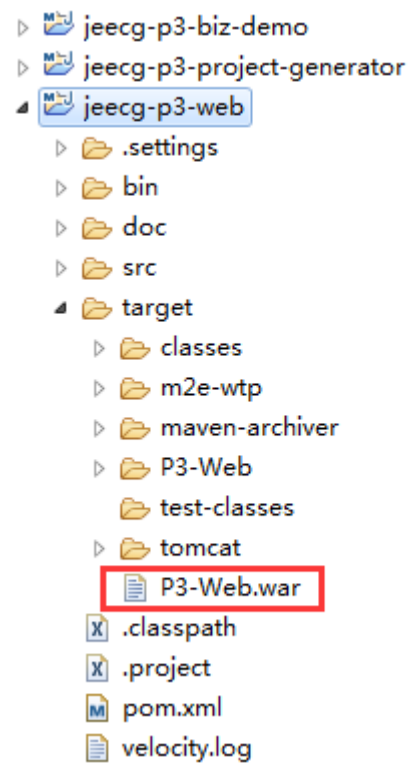 jeecg-p3-biz-demo
jeecg-p3-project-generator
jeecg-p3-web
.settings
bin
doc
src
target
classes
m2e-wtp
maven-archiver
P3-Web
test-classes
tomcat
P3-Web.war
.classpath
.project
pom.xml
velocity.log